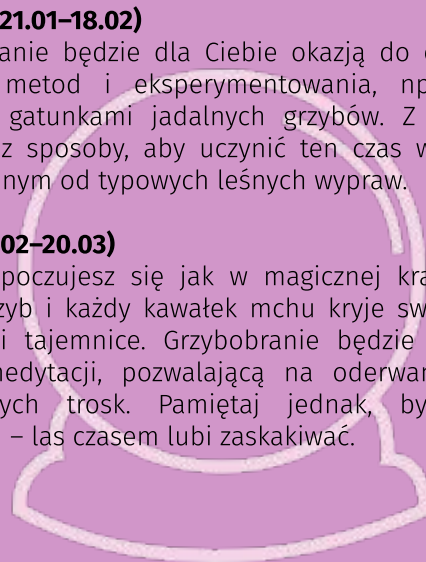 21.01–18.02)
anie będzie dla Ciebie okazją do
metod i eksperymentowania, np
gatunkami jadalnych grzybów. Z
z sposoby, aby uczynić ten czas w
nym od typowych leśnych wypraw.
02–20.03)
poczujesz się jak w magicznej kra
zyb i każdy kawałek mchu kryje sw
i tajemnice. Grzybobranie będzie
nedytacji, pozwalającą na oderwan
ych trosk. Pamiętaj jednak, by
– las czasem lubi zaskakiwać.